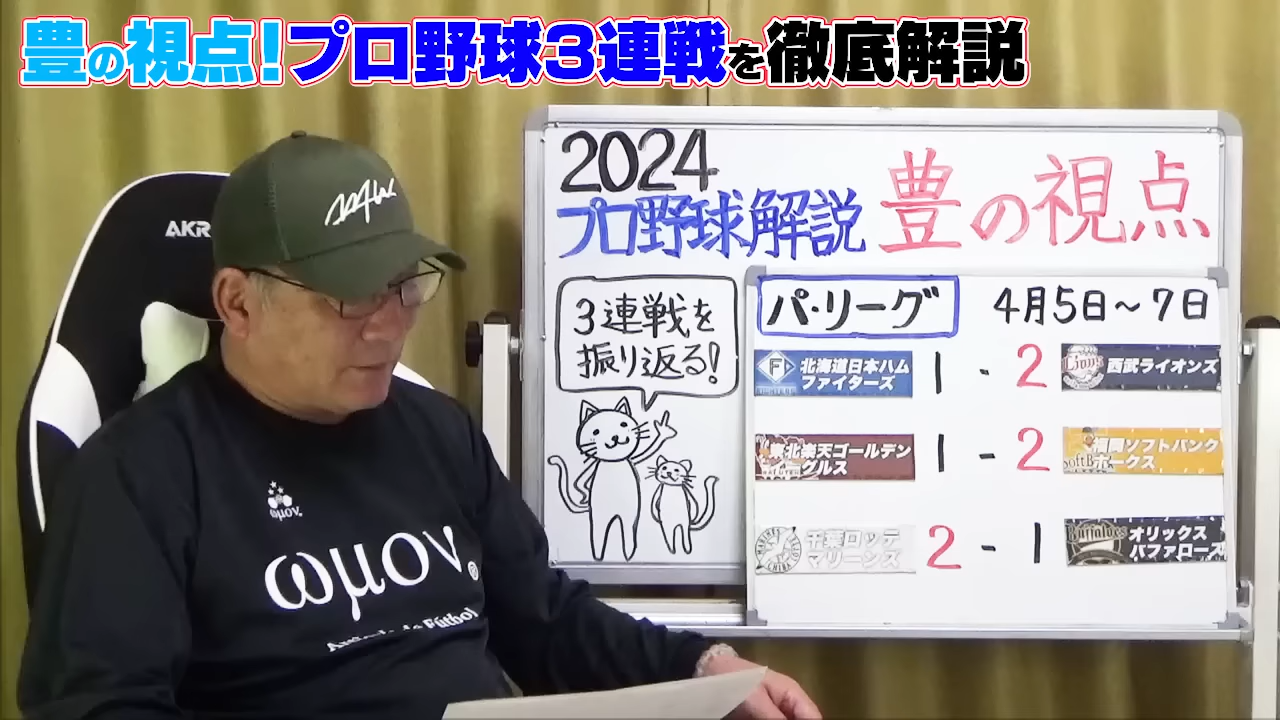 豊の視点!プロ野球3連戦を徹底解説
2024
プロ野球解説
豊の視点
3連戦を
振り返る!
パ・リーグ
4月5日～7日
北海道日本ハム
ファイターズ
1 - 2
Lions
西武ライオンズ
東北楽天ゴールデン
イーグルス
1 - 2
福岡ソフトバンク
ホークス
千葉ロッテ
マリーンズ
2 - 1
Buffaloes
オリックス
バファローズ
AKR
ωμον
ωμον